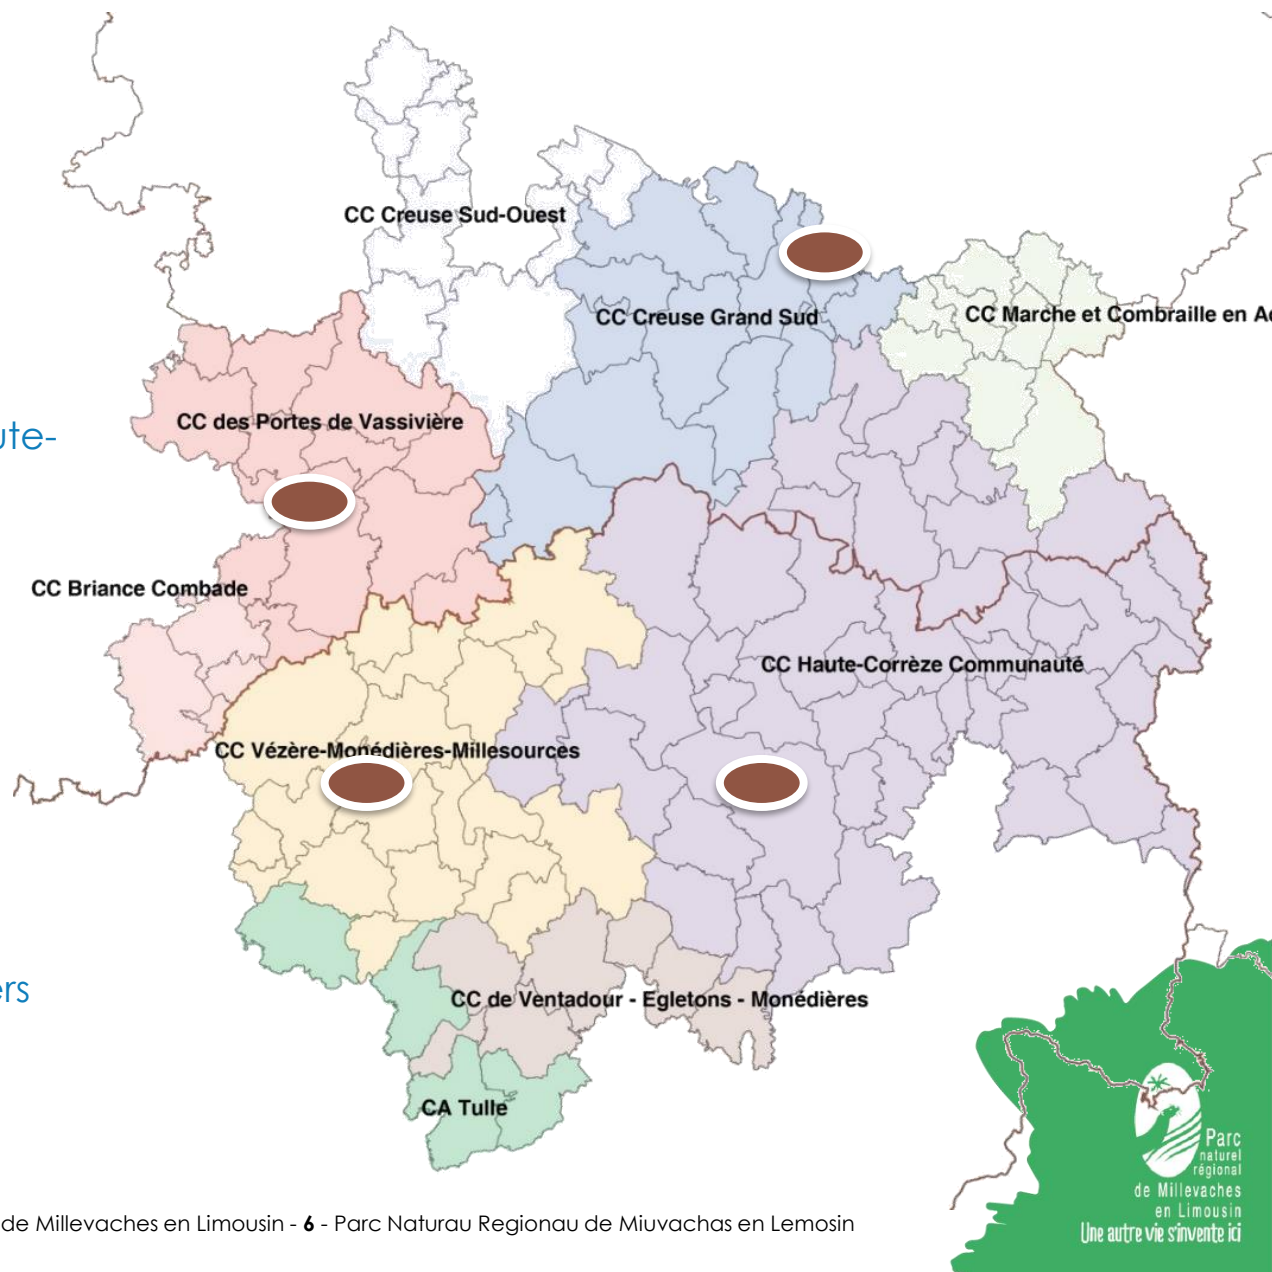 CC Creuse Sud-Ouest
CC Creuse Grand Sud
CC Marche et Combraille en
CC des Portes de Vassivière
ute-
CC Briance Combade
CC Haute-Corrèze Communauté
CC Vézère-Monédières-Millesources
ers
CC de Ventadour - Egletons - Monédières
CA Tulle
Parc
naturel
régional
de Millevaches
en Limousin
Une autre vie s'invente ici
de Millevaches en Limousin - 6 - Parc Naturau Regionau de Miuvachas en Lemosin